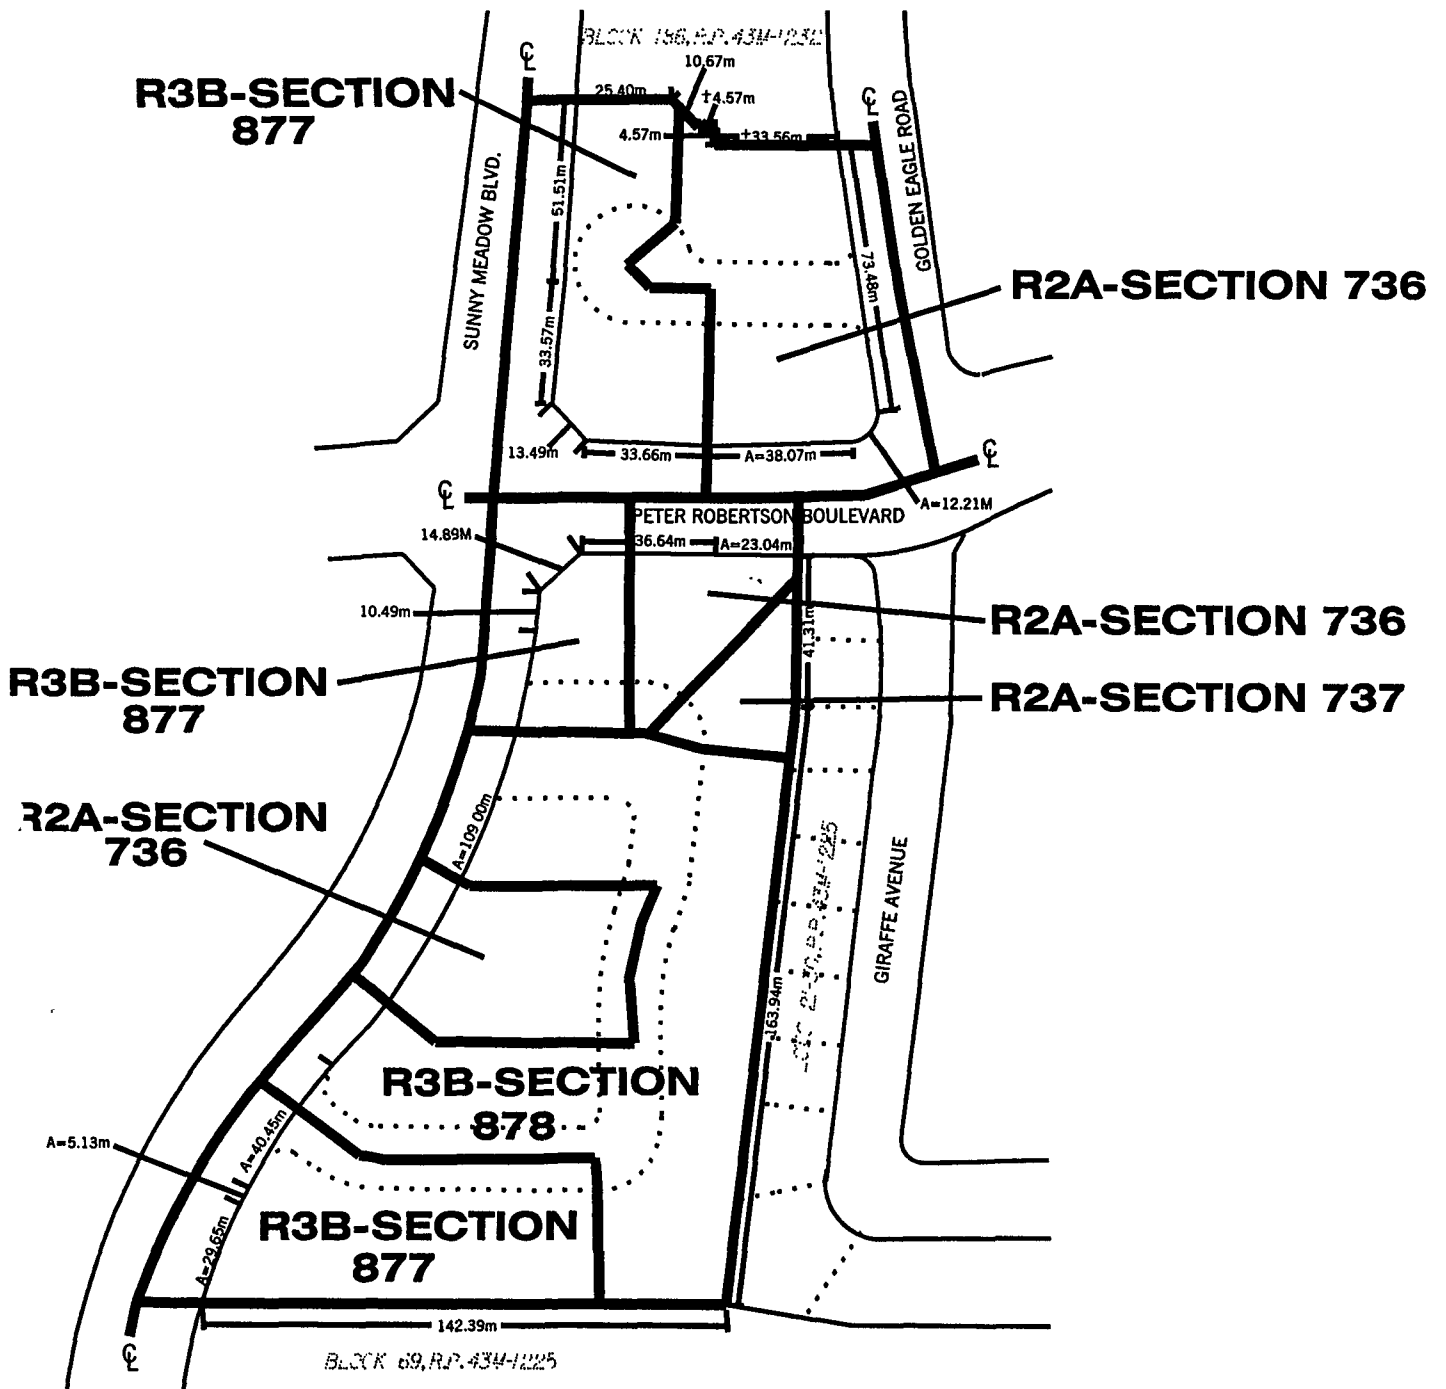 BLOCK 186, R.P. 43M-1230
10.67m
R3B-SECTION
877
25.40m
±4.57m
4.57m
±33.56m
GOLDEN EAGLE ROAD
SUNNY MEADOW BLVD.
51.51m
73.48m
R2A-SECTION 736
33.57m
13.49m
33.66m
A=38.07m
A=12.21M
PETER ROBERTSON BOULEVARD
14.89M
36.64m
A=23.04m
10.49m
41.31m
R2A-SECTION 736
R3B-SECTION
877
R2A-SECTION 737
R2A-SECTION
736
A=109.00m
GIRAFFE AVENUE
163.94m
R3B-SECTION
878
A=5.13m
A=40.45m
A=29.65m
R3B-SECTION
877
142.39m
BLOCK 69, R.P. 43M-1225